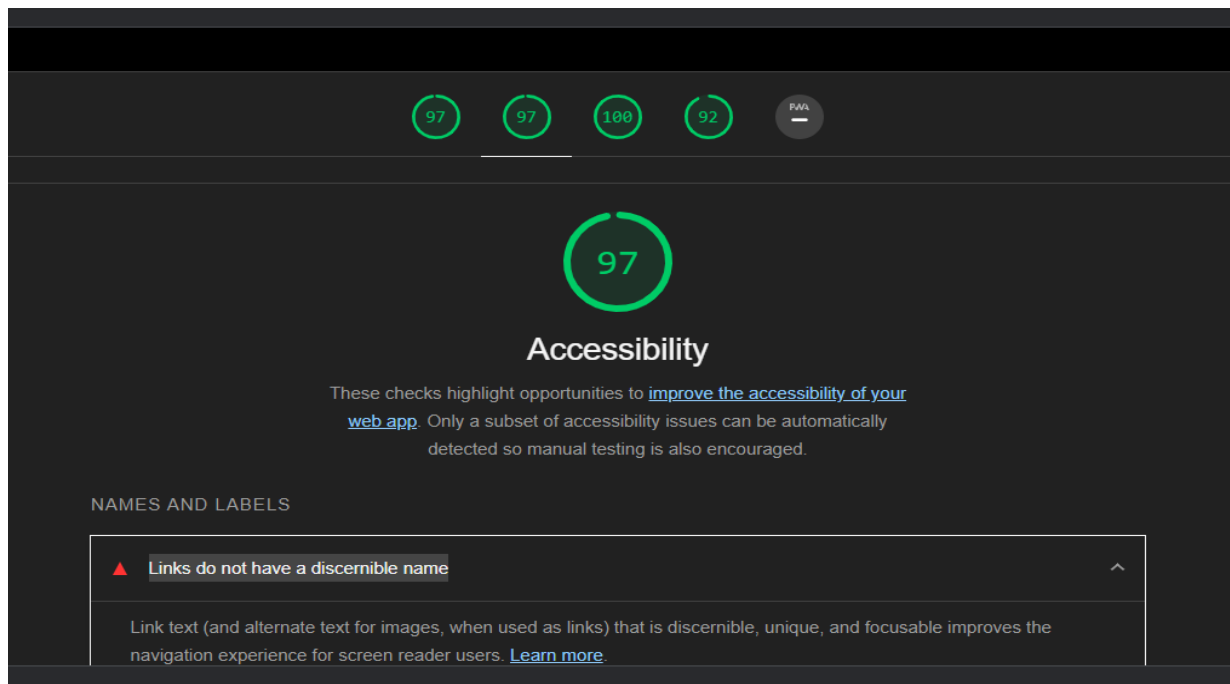 97 97 100 92 PWA
97
Accessibility
These checks highlight opportunities to improve the accessibility of your
web app. Only a subset of accessibility issues can be automatically
detected so manual testing is also encouraged.
NAMES AND LABELS
Links do not have a discernible name
Link text (and alternate text for images, when used as links) that is discernible, unique, and focusable improves the
navigation experience for screen reader users. Learn more.